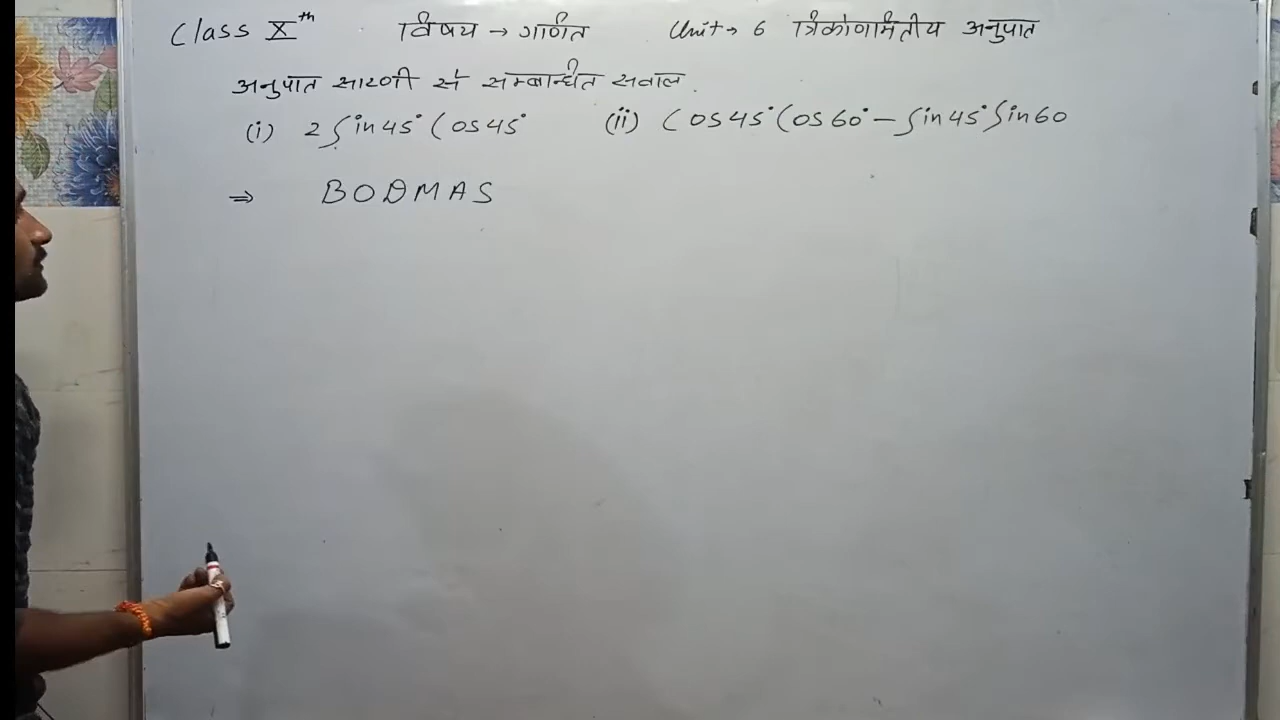 Class Xth विषय → गणित Unit → 6 त्रिकोणमितीय अनुपात
अनुपात सारणी से सम्बन्धित सवाल.
(i) 2 Sin 45° Cos 45° (ii) Cos 45° Cos 60° - Sin 45° Sin 60
⇒ BODMAS